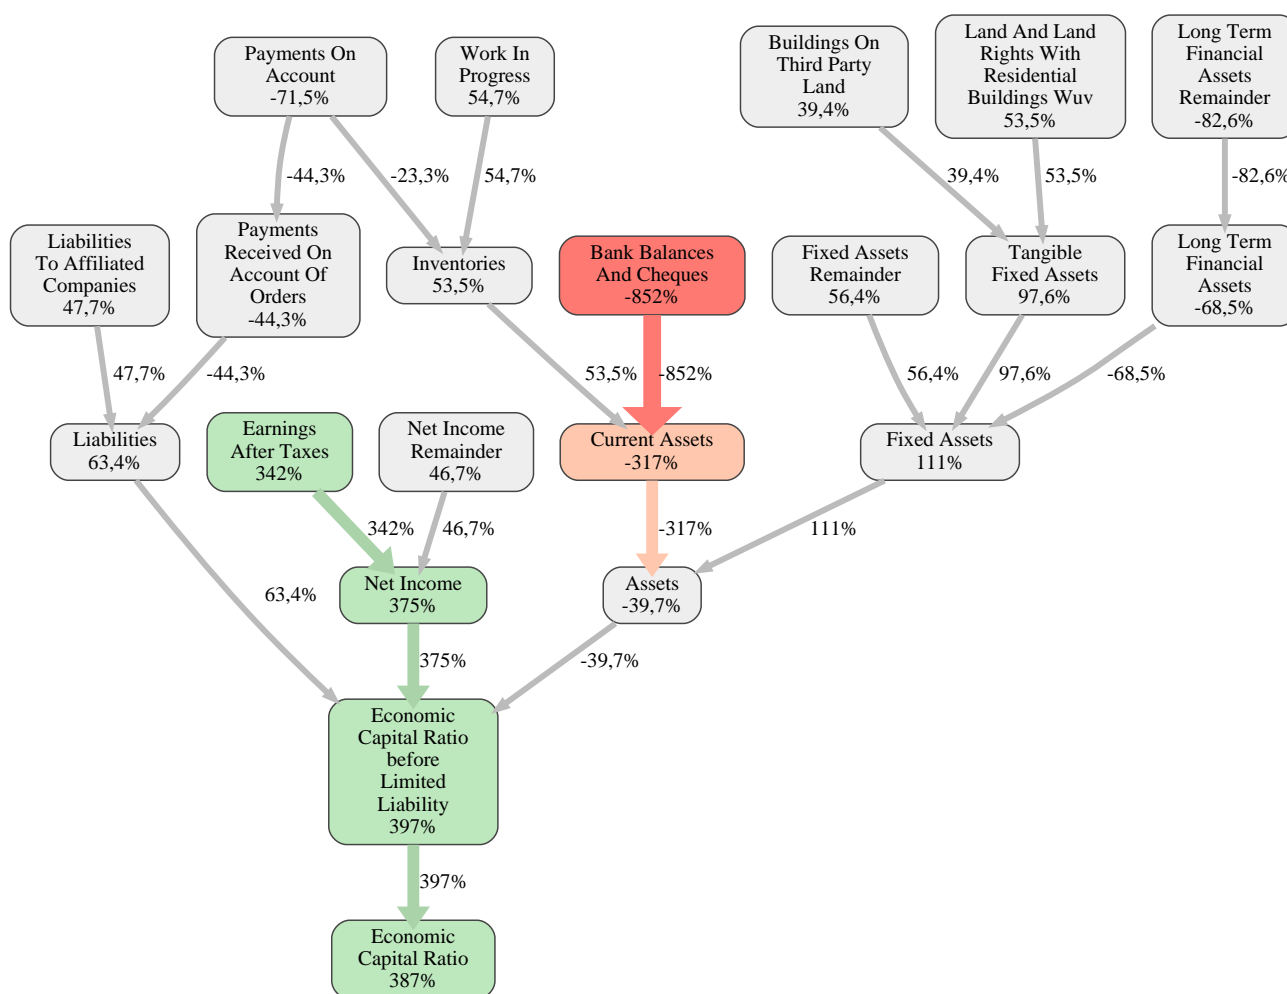 Payments On
Account
-71,5%
Work In
Progress
54,7%
Buildings On
Third Party
Land
39,4%
Land And Land
Rights With
Residential
Buildings Wuv
53,5%
Long Term
Financial
Assets
Remainder
-82,6%
-44,3%
-23,3%
54,7%
39,4%
53,5%
-82,6%
Liabilities
To Affiliated
Companies
47,7%
Payments
Received On
Account Of
Orders
-44,3%
Inventories
53,5%
Bank Balances
And Cheques
-852%
Fixed Assets
Remainder
56,4%
Tangible
Fixed Assets
97,6%
Long Term
Financial
Assets
-68,5%
47,7%
-44,3%
53,5%
-852%
56,4%
97,6%
-68,5%
Liabilities
63,4%
Earnings
After Taxes
342%
Net Income
Remainder
46,7%
Current Assets
-317%
Fixed Assets
111%
342%
46,7%
-317%
111%
63,4%
Net Income
375%
Assets
-39,7%
375%
-39,7%
Economic
Capital Ratio
before
Limited
Liability
397%
397%
Economic
Capital Ratio
387%